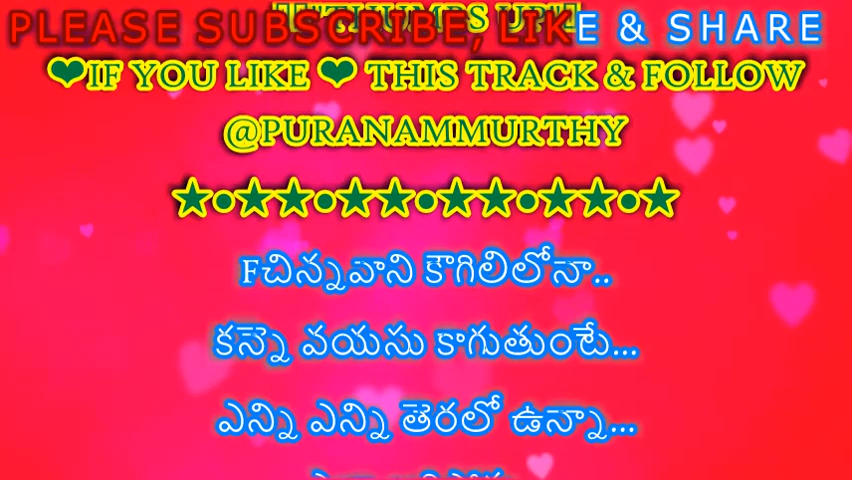 PLEASE SUBSCRIBE, LIKE & SHARE
❤IF YOU LIKE ❤ THIS TRACK & FOLLOW
@PURANAMMURTHY
★●★★●★★●★★●★★●★
Fచిన్నవాని కౌగిలిలోనా..
కన్నె వయసు కాగుతుంటే...
ఎన్ని ఎన్ని తెరలో ఉన్నా...